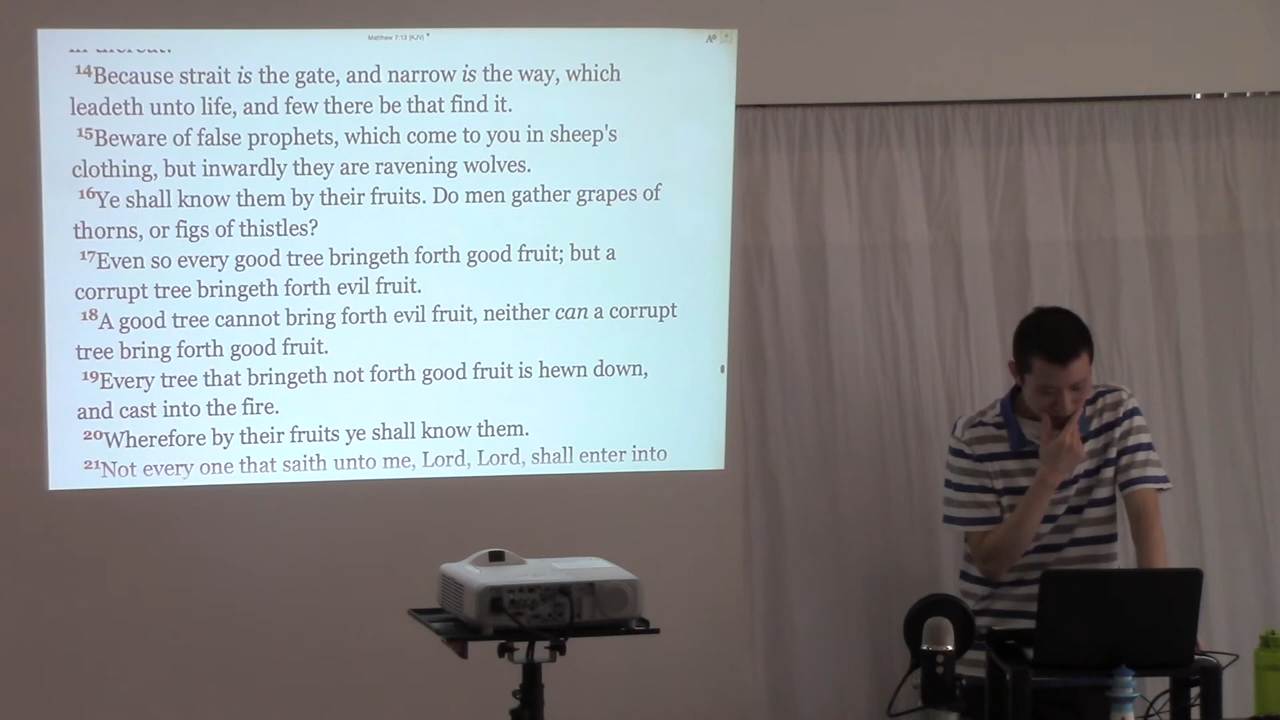 Matthew 7:13 (KJV)
14Because strait is the gate, and narrow is the way, which
leadeth unto life, and few there be that find it.
15Beware of false prophets, which come to you in sheep's
clothing, but inwardly they are ravening wolves.
16Ye shall know them by their fruits. Do men gather grapes of
thorns, or figs of thistles?
17Even so every good tree bringeth forth good fruit; but a
corrupt tree bringeth forth evil fruit.
18A good tree cannot bring forth evil fruit, neither can a corrupt
tree bring forth good fruit.
19Every tree that bringeth not forth good fruit is hewn down,
and cast into the fire.
20Wherefore by their fruits ye shall know them.
21Not every one that saith unto me, Lord, Lord, shall enter into